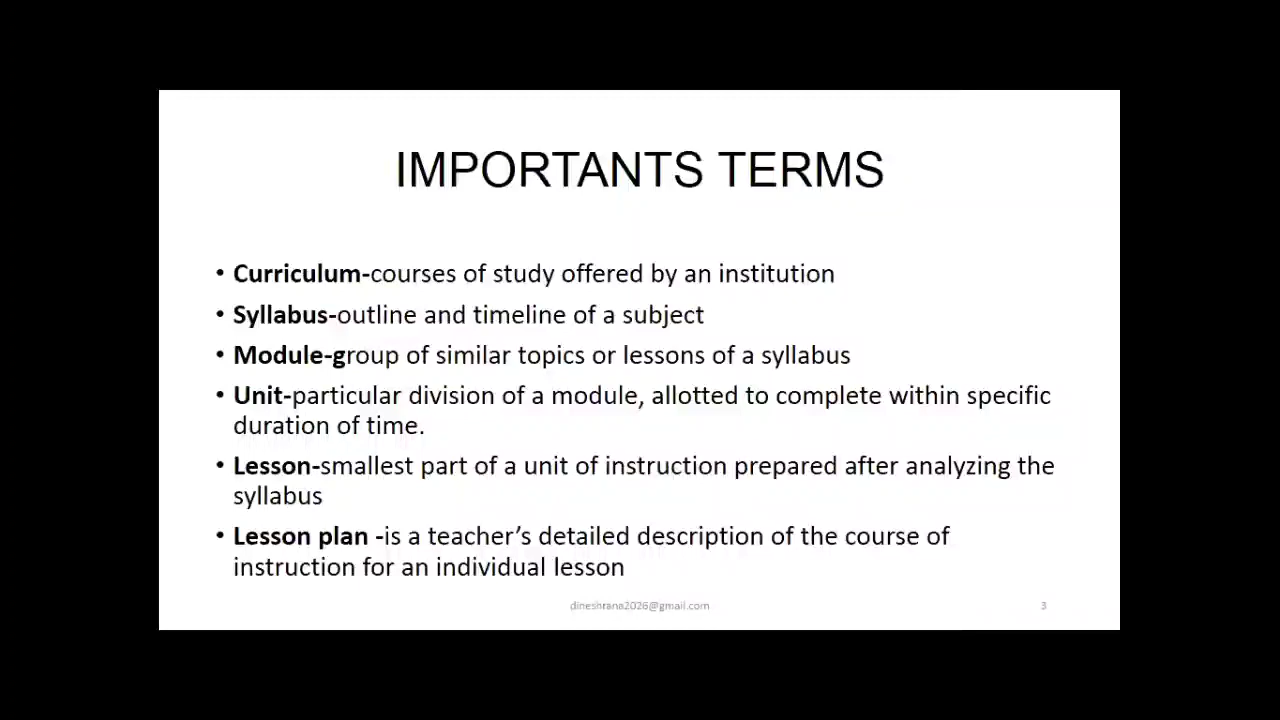 IMPORTANTS TERMS
• Curriculum-courses of study offered by an institution
• Syllabus-outline and timeline of a subject
• Module-group of similar topics or lessons of a syllabus
• Unit-particular division of a module, allotted to complete within specific
duration of time.
• Lesson-smallest part of a unit of instruction prepared after analyzing the
syllabus
• Lesson plan -is a teacher’s detailed description of the course of
instruction for an individual lesson
dineshrana2026@gmail.com 3